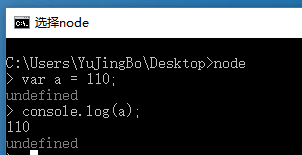 选择node
C:\Users\YuJingBo\Desktop>node
> var a = 110;
undefined
> console.log(a);
110
undefined
>